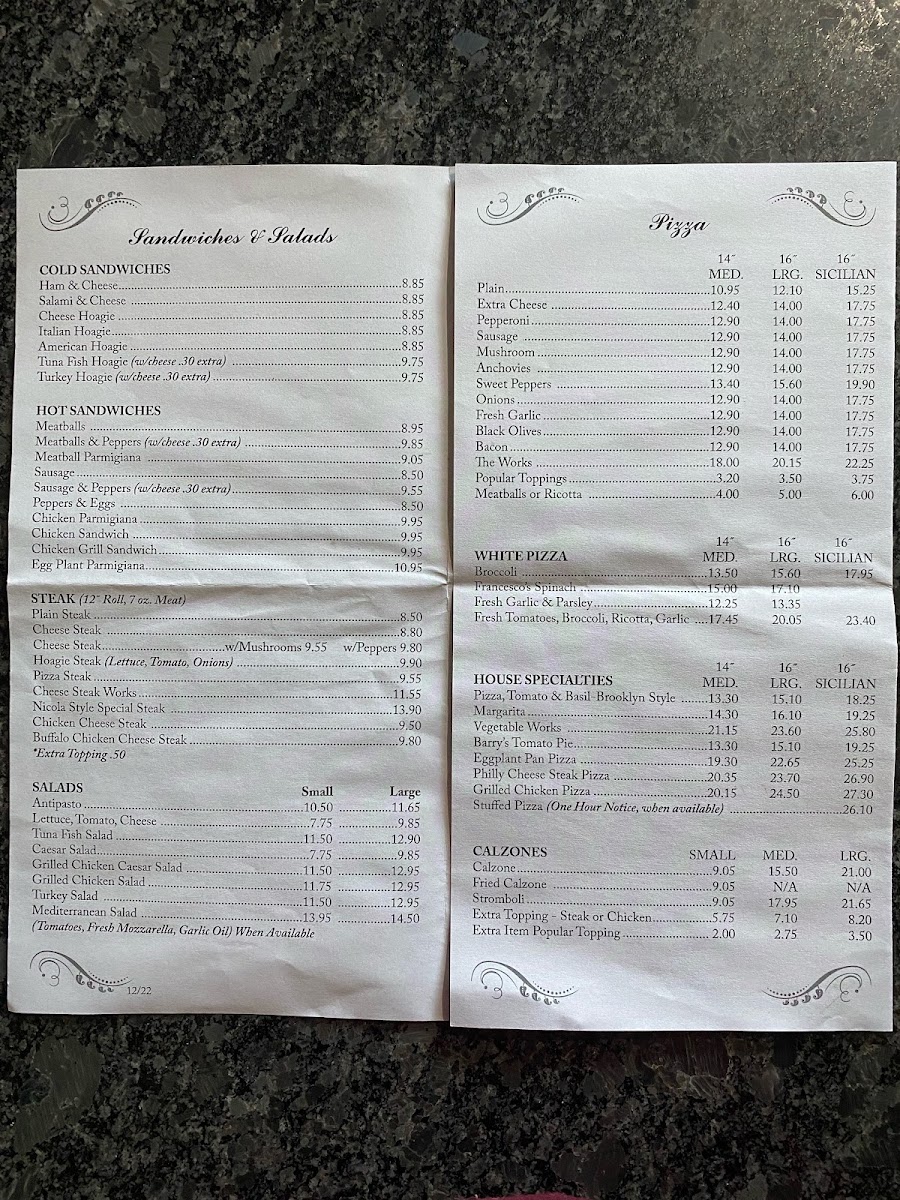 Sandwiches & Salads
COLD SANDWICHES
Ham & Cheese 8.85
Salami & Cheese 8.85
Cheese Hoagie 8.85
Italian Hoagie 8.85
American Hoagie 8.85
Tuna Fish Hoagie (w/cheese .30 extra) 9.75
Turkey Hoagie (w/cheese .30 extra) 9.75
HOT SANDWICHES
Meatballs 8.95
Meatballs & Peppers (w/cheese .30 extra) 9.85
Meatball Parmigiana 9.05
Sausage 8.50
Sausage & Peppers (w/cheese .30 extra) 9.55
Peppers & Eggs 8.50
Chicken Parmigiana 9.95
Chicken Sandwich 9.95
Chicken Grill Sandwich 9.95
Egg Plant Parmigiana 10.95
STEAK (12" Roll, 7 oz. Meat)
Plain Steak 8.50
Cheese Steak 8.80
Cheese Steak w/Mushrooms 9.55 w/Peppers 9.80
Hoagie Steak (Lettuce, Tomato, Onions) 9.90
Pizza Steak 9.55
Cheese Steak Works 11.55
Nicola Style Special Steak 13.90
Chicken Cheese Steak 9.50
Buffalo Chicken Cheese Steak 9.80
*Extra Topping .50
SALADS Small Large
Antipasto 10.50 11.65
Lettuce, Tomato, Cheese 7.75 9.85
Tuna Fish Salad 11.50 12.90
Caesar Salad 7.75 9.85
Grilled Chicken Caesar Salad 11.50 12.95
Grilled Chicken Salad 11.75 12.95
Turkey Salad 11.50 12.95
Mediterranean Salad 13.95 14.50
(Tomatoes, Fresh Mozzarella, Garlic Oil) When Available
12/22
Pizza
14" 16" 16"
MED. LRG. SICILIAN
Plain 10.95 12.10 15.25
Extra Cheese 12.40 14.00 17.75
Pepperoni 12.90 14.00 17.75
Sausage 12.90 14.00 17.75
Mushroom 12.90 14.00 17.75
Anchovies 12.90 14.00 17.75
Sweet Peppers 13.40 15.60 19.90
Onions 12.90 14.00 17.75
Fresh Garlic 12.90 14.00 17.75
Black Olives 12.90 14.00 17.75
Bacon 12.90 14.00 17.75
The Works 18.00 20.15 22.25
Popular Toppings 3.20 3.50 3.75
Meatballs or Ricotta 4.00 5.00 6.00
14" 16" 16"
WHITE PIZZA MED. LRG. SICILIAN
Broccoli 13.50 15.60 17.95
Francesco's Spinach 15.00 17.10
Fresh Garlic & Parsley 12.25 13.35
Fresh Tomatoes, Broccoli, Ricotta, Garlic 17.45 20.05 23.40
14" 16" 16"
HOUSE SPECIALTIES MED. LRG. SICILIAN
Pizza, Tomato & Basil-Brooklyn Style 13.30 15.10 18.25
Margarita 14.30 16.10 19.25
Vegetable Works 21.15 23.60 25.80
Barry's Tomato Pie 13.30 15.10 19.25
Eggplant Pan Pizza 19.30 22.65 25.25
Philly Cheese Steak Pizza 20.35 23.70 26.90
Grilled Chicken Pizza 20.15 24.50 27.30
Stuffed Pizza (One Hour Notice, when available) 26.10
CALZONES SMALL MED. LRG.
Calzone 9.05 15.50 21.00
Fried Calzone 9.05 N/A N/A
Stromboli 9.05 17.95 21.65
Extra Topping - Steak or Chicken 5.75 7.10 8.20
Extra Item Popular Topping 2.00 2.75 3.50